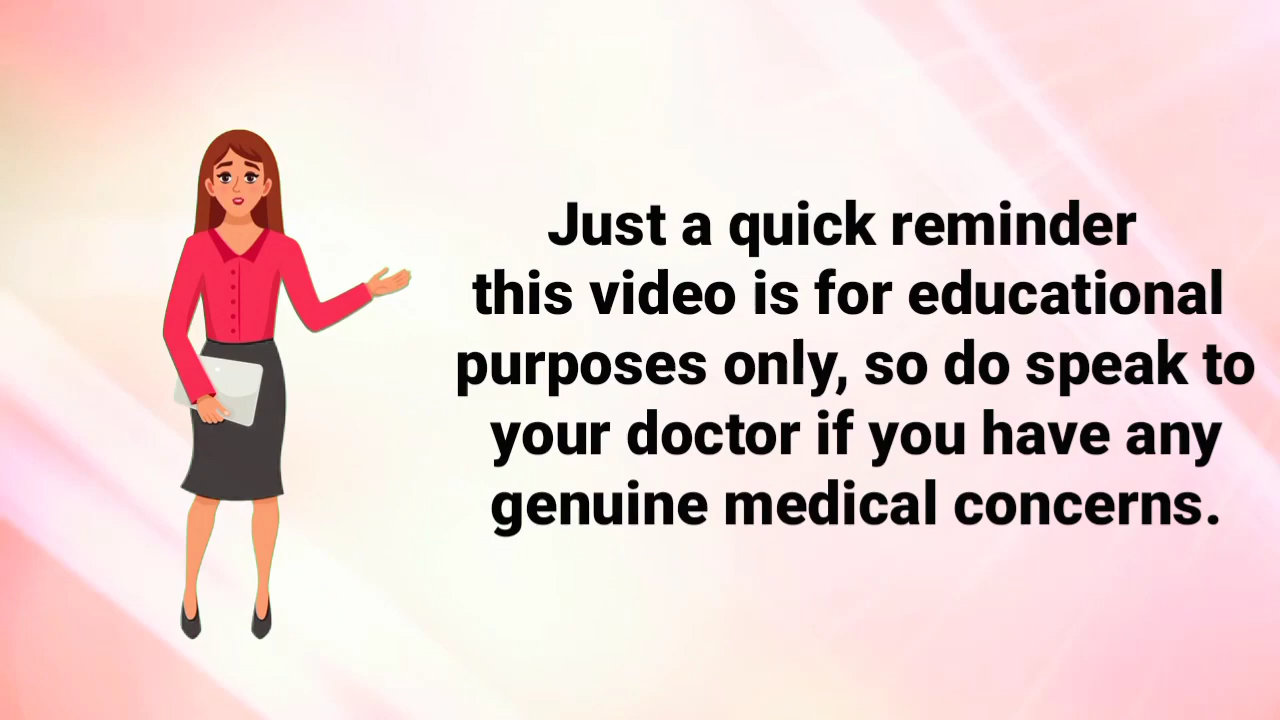 Just a quick reminder
this video is for educational
purposes only, so do speak to
your doctor if you have any
genuine medical concerns.